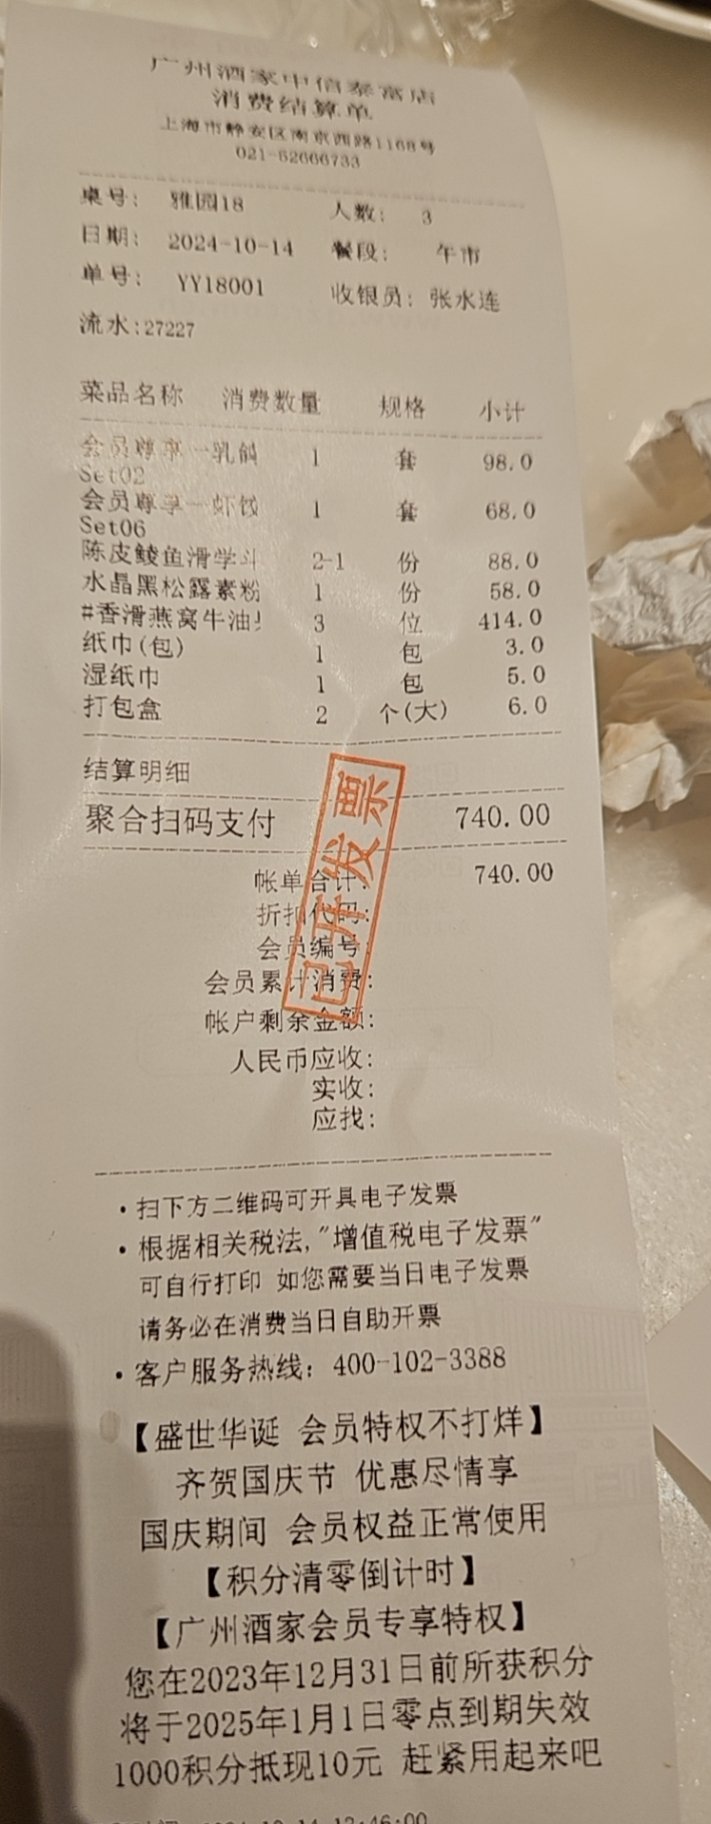 广州酒家中信泰富店
消费结算单
上海市静安区南京西路1168号
021-52666733
桌号: 雅园18 人数: 3
日期: 2024-10-14 餐段: 午市
单号: YY18001 收银员: 张水连
流水:27227
菜品名称 消费数量 规格 小计
会员尊享一乳鸽 1 套 98.0
Set02
会员尊享一虾饺 1 套 68.0
Set06
陈皮鲮鱼滑学斗 2-1 份 88.0
水晶黑松露素粉 1 份 58.0
#香滑燕窝牛油 3 位 414.0
纸巾(包) 1 包 3.0
湿纸巾 1 包 5.0
打包盒 2 个(大) 6.0
结算明细
聚合扫码支付 740.00
帐单合计: 740.00
折扣代码:
会员编号:
会员累计消费:
帐户剩余金额:
人民币应收:
实收:
应找:
已开发票
·扫下方二维码可开具电子发票
·根据相关税法,"增值税电子发票"
可自行打印 如您需要当日电子发票
请务必在消费当日自助开票
·客户服务热线: 400-102-3388
【盛世华诞 会员特权不打烊】
齐贺国庆节 优惠尽情享
国庆期间 会员权益正常使用
【积分清零倒计时】
【广州酒家会员专享特权】
您在2023年12月31日前所获积分
将于2025年1月1日零点到期失效
1000积分抵现10元 赶紧用起来吧